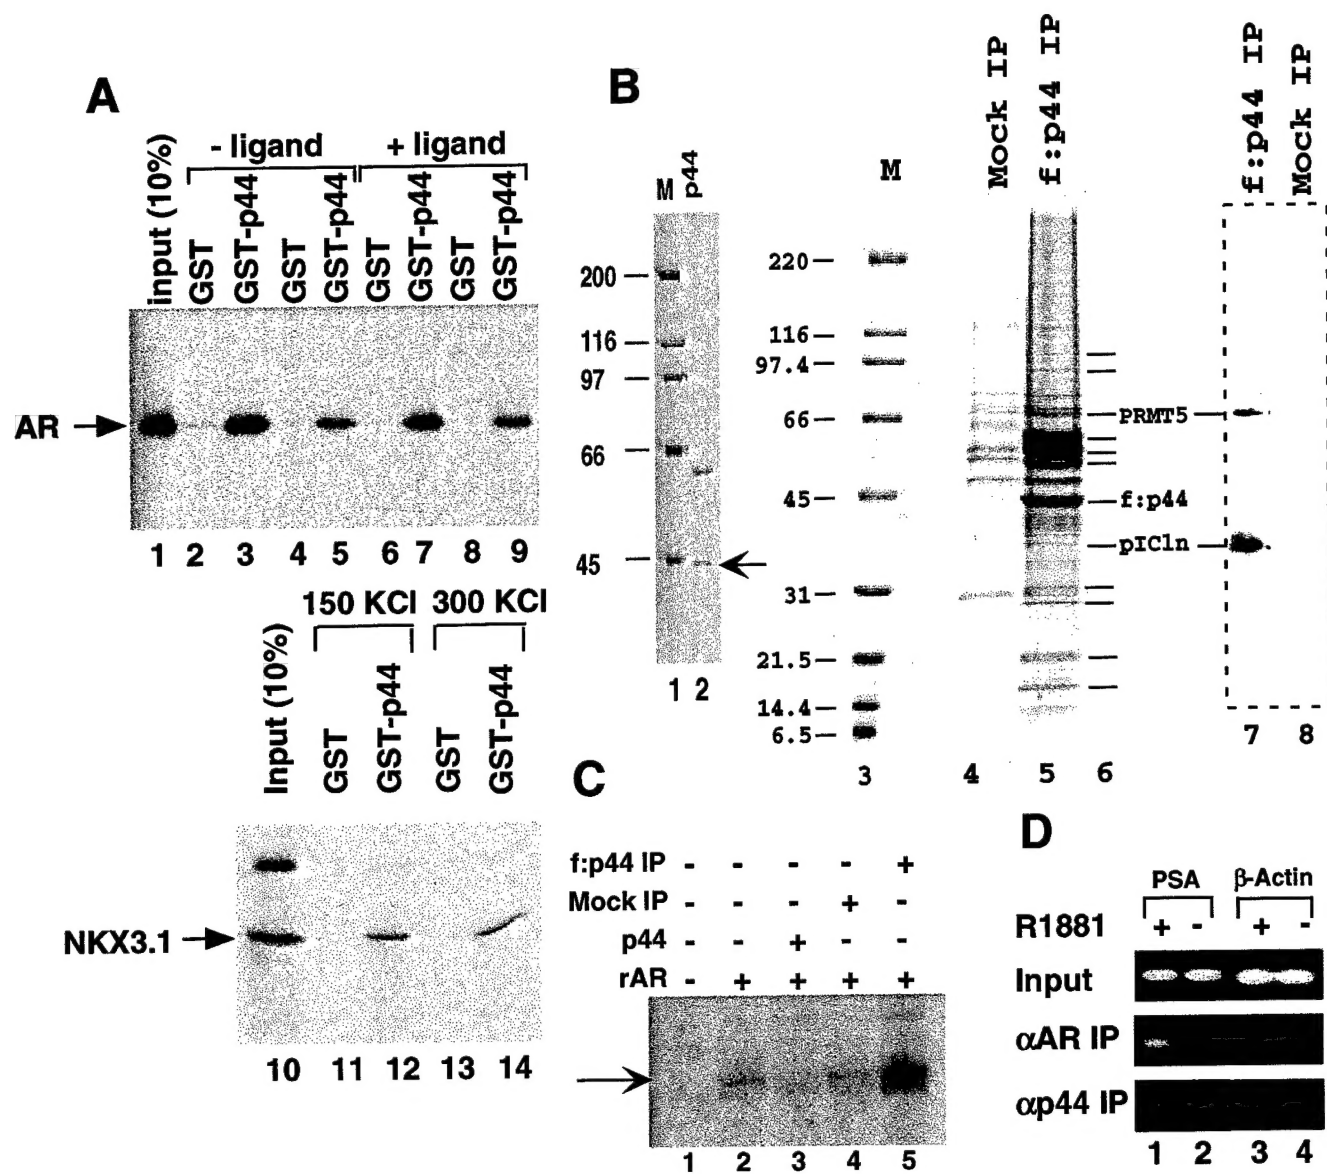 A
- ligand + ligand
input (10%)
GST
GST-p44
GST
GST-p44
GST
GST-p44
GST
GST-p44
AR
1 2 3 4 5 6 7 8 9
150 KCl 300 KCl
Input (10%)
GST
GST-p44
GST
GST-p44
NKX3.1
10 11 12 13 14
B
M
p44
200
116
97
66
45
1 2
M
Mock IP
f:p44 IP
220
116
97.4
66
45
31
21.5
14.4
6.5
PRMT5
f:p44
pICln
3 4 5 6
f:p44 IP
Mock IP
7 8
C
f:p44 IP - - - - +
Mock IP - - - + -
p44 - - + - -
rAR - + + + +
1 2 3 4 5
D
PSA β-Actin
R1881 + - + -
Input
αAR IP
αp44 IP
1 2 3 4